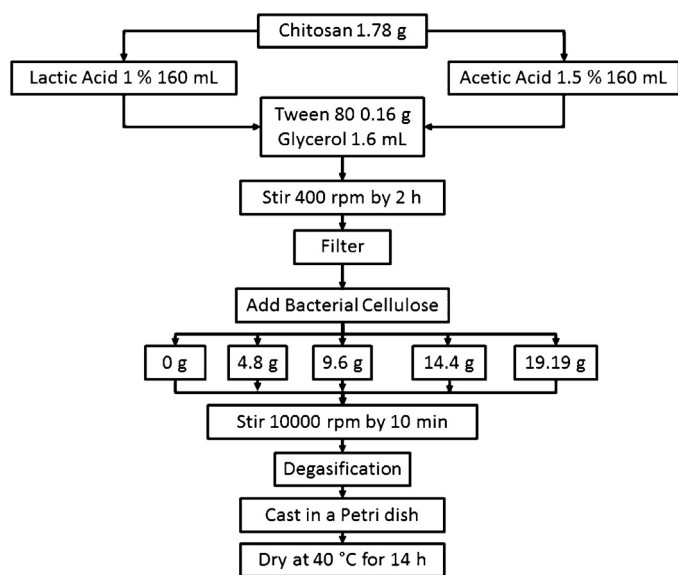 Chitosan 1.78 g
Lactic Acid 1 % 160 mL
Acetic Acid 1.5 % 160 mL
Tween 80 0.16 g
Glycerol 1.6 mL
Stir 400 rpm by 2 h
Filter
Add Bacterial Cellulose
0 g
4.8 g
9.6 g
14.4 g
19.19 g
Stir 10000 rpm by 10 min
Degasification
Cast in a Petri dish
Dry at 40 °C for 14 h